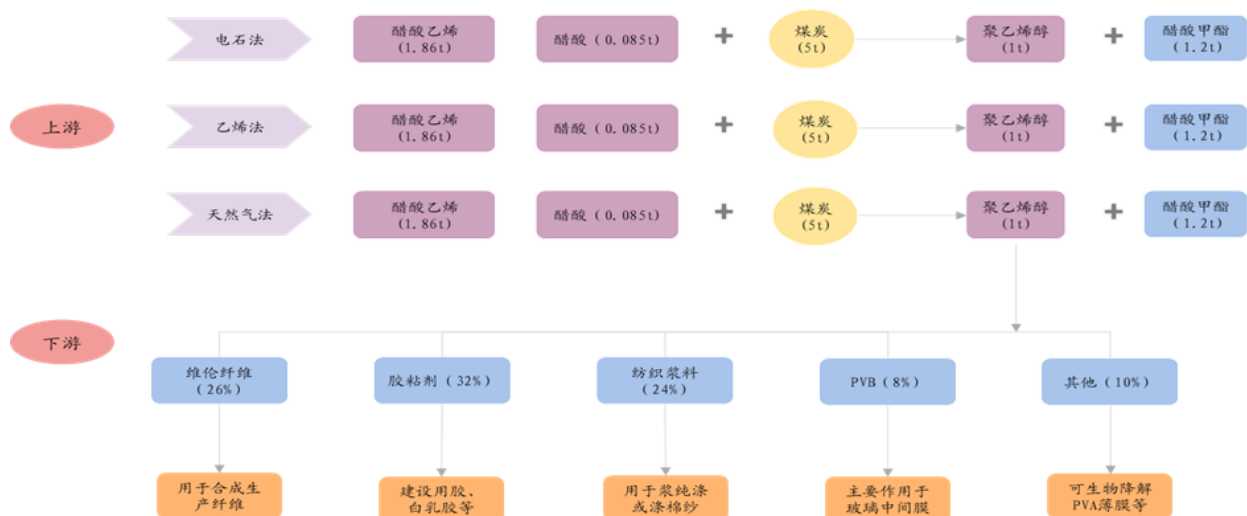 电石法
醋酸乙烯
(1.86t)
醋酸(0.085t)
+
煤炭
(5t)
聚乙烯醇
(1t)
+
醋酸甲酯
(1.2t)
上游
乙烯法
醋酸乙烯
(1.86t)
醋酸(0.085t)
+
煤炭
(5t)
聚乙烯醇
(1t)
+
醋酸甲酯
(1.2t)
天然气法
醋酸乙烯
(1.86t)
醋酸(0.085t)
+
煤炭
(5t)
聚乙烯醇
(1t)
+
醋酸甲酯
(1.2t)
下游
维伦纤维
(26%)
胶粘剂(32%)
纺织浆料
(24%)
PVB(8%)
其他(10%)
用于合成生
产纤维
建设用胶、
白乳胶等
用于浆纯涤
或涤棉纱
主要作用于
玻璃中间膜
可生物降解
PVA薄膜等